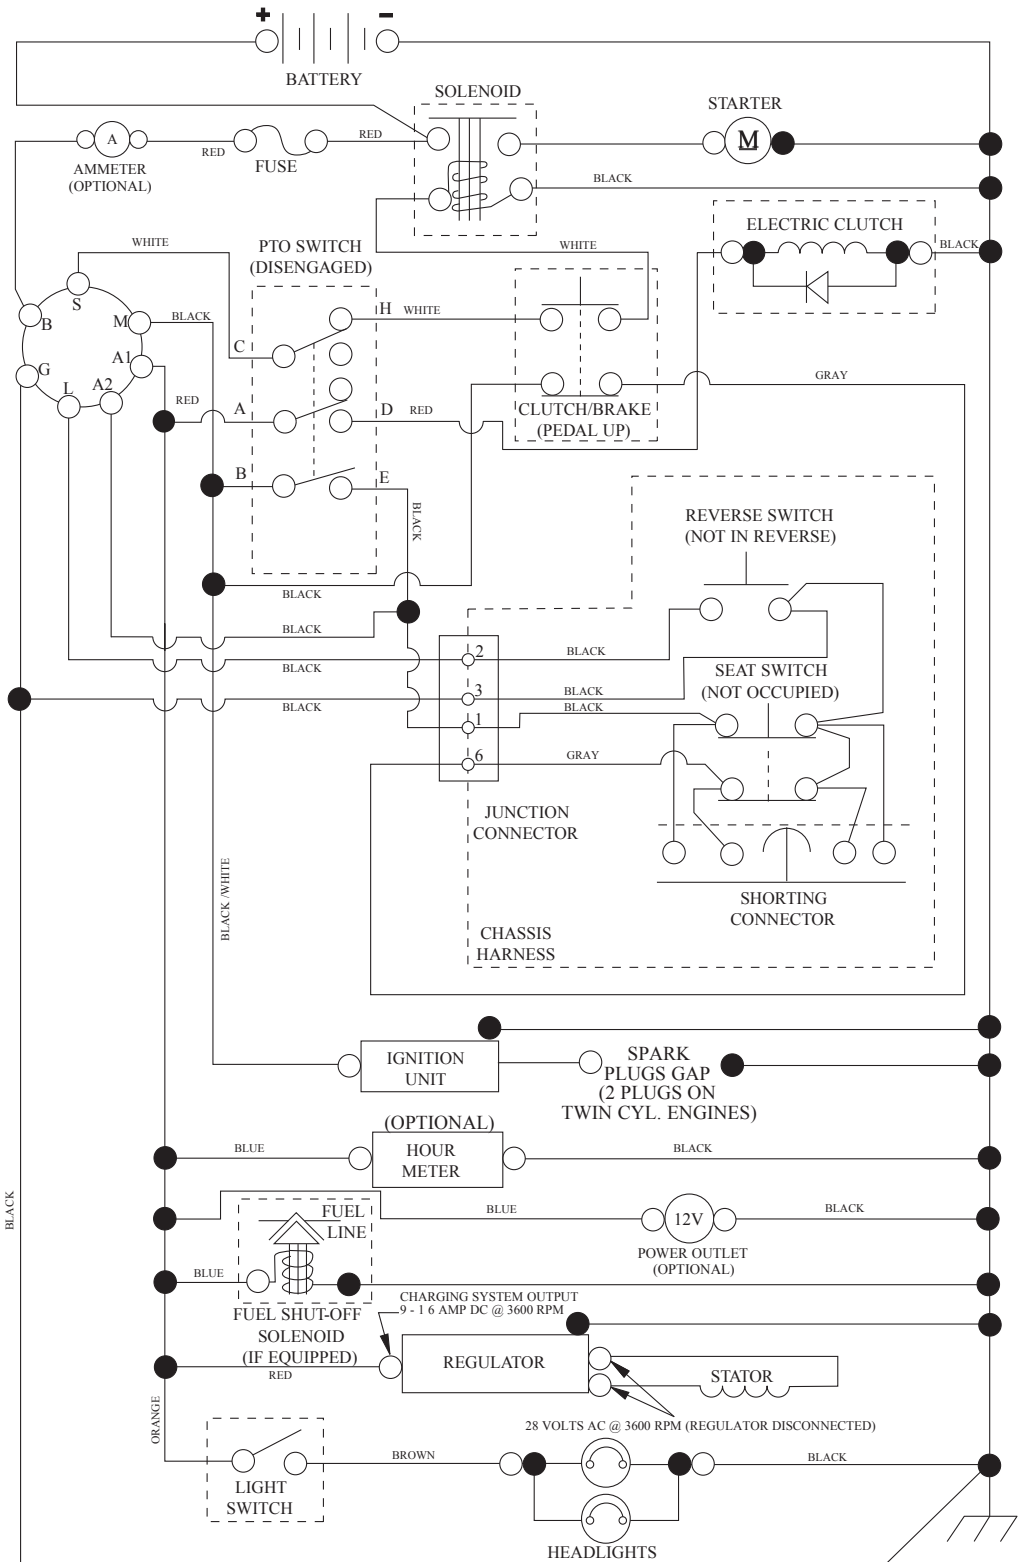 + -
BATTERY
SOLENOID
STARTER
A
RED
FUSE
RED
M
AMMETER
(OPTIONAL)
BLACK
ELECTRIC CLUTCH
BLACK
WHITE
PTO SWITCH
(DISENGAGED)
WHITE
S
B
M
BLACK
H
WHITE
C
G
A1
L
A2
RED
A
D
RED
CLUTCH/BRAKE
(PEDAL UP)
GRAY
B
E
BLACK
REVERSE SWITCH
(NOT IN REVERSE)
BLACK
BLACK
BLACK
2
BLACK
SEAT SWITCH
(NOT OCCUPIED)
BLACK
3
BLACK
BLACK
1
6
GRAY
JUNCTION
CONNECTOR
BLACK /WHITE
SHORTING
CONNECTOR
CHASSIS
HARNESS
IGNITION
UNIT
SPARK
PLUGS GAP
(2 PLUGS ON
TWIN CYL. ENGINES)
(OPTIONAL)
BLUE
HOUR
METER
BLACK
BLACK
FUEL
LINE
BLUE
12V
BLACK
POWER OUTLET
(OPTIONAL)
BLUE
FUEL SHUT-OFF
SOLENOID
(IF EQUIPPED)
CHARGING SYSTEM OUTPUT
9 - 1 6 AMP DC @ 3600 RPM
RED
REGULATOR
STATOR
28 VOLTS AC @ 3600 RPM (REGULATOR DISCONNECTED)
ORANGE
LIGHT
SWITCH
BROWN
BLACK
HEADLIGHTS